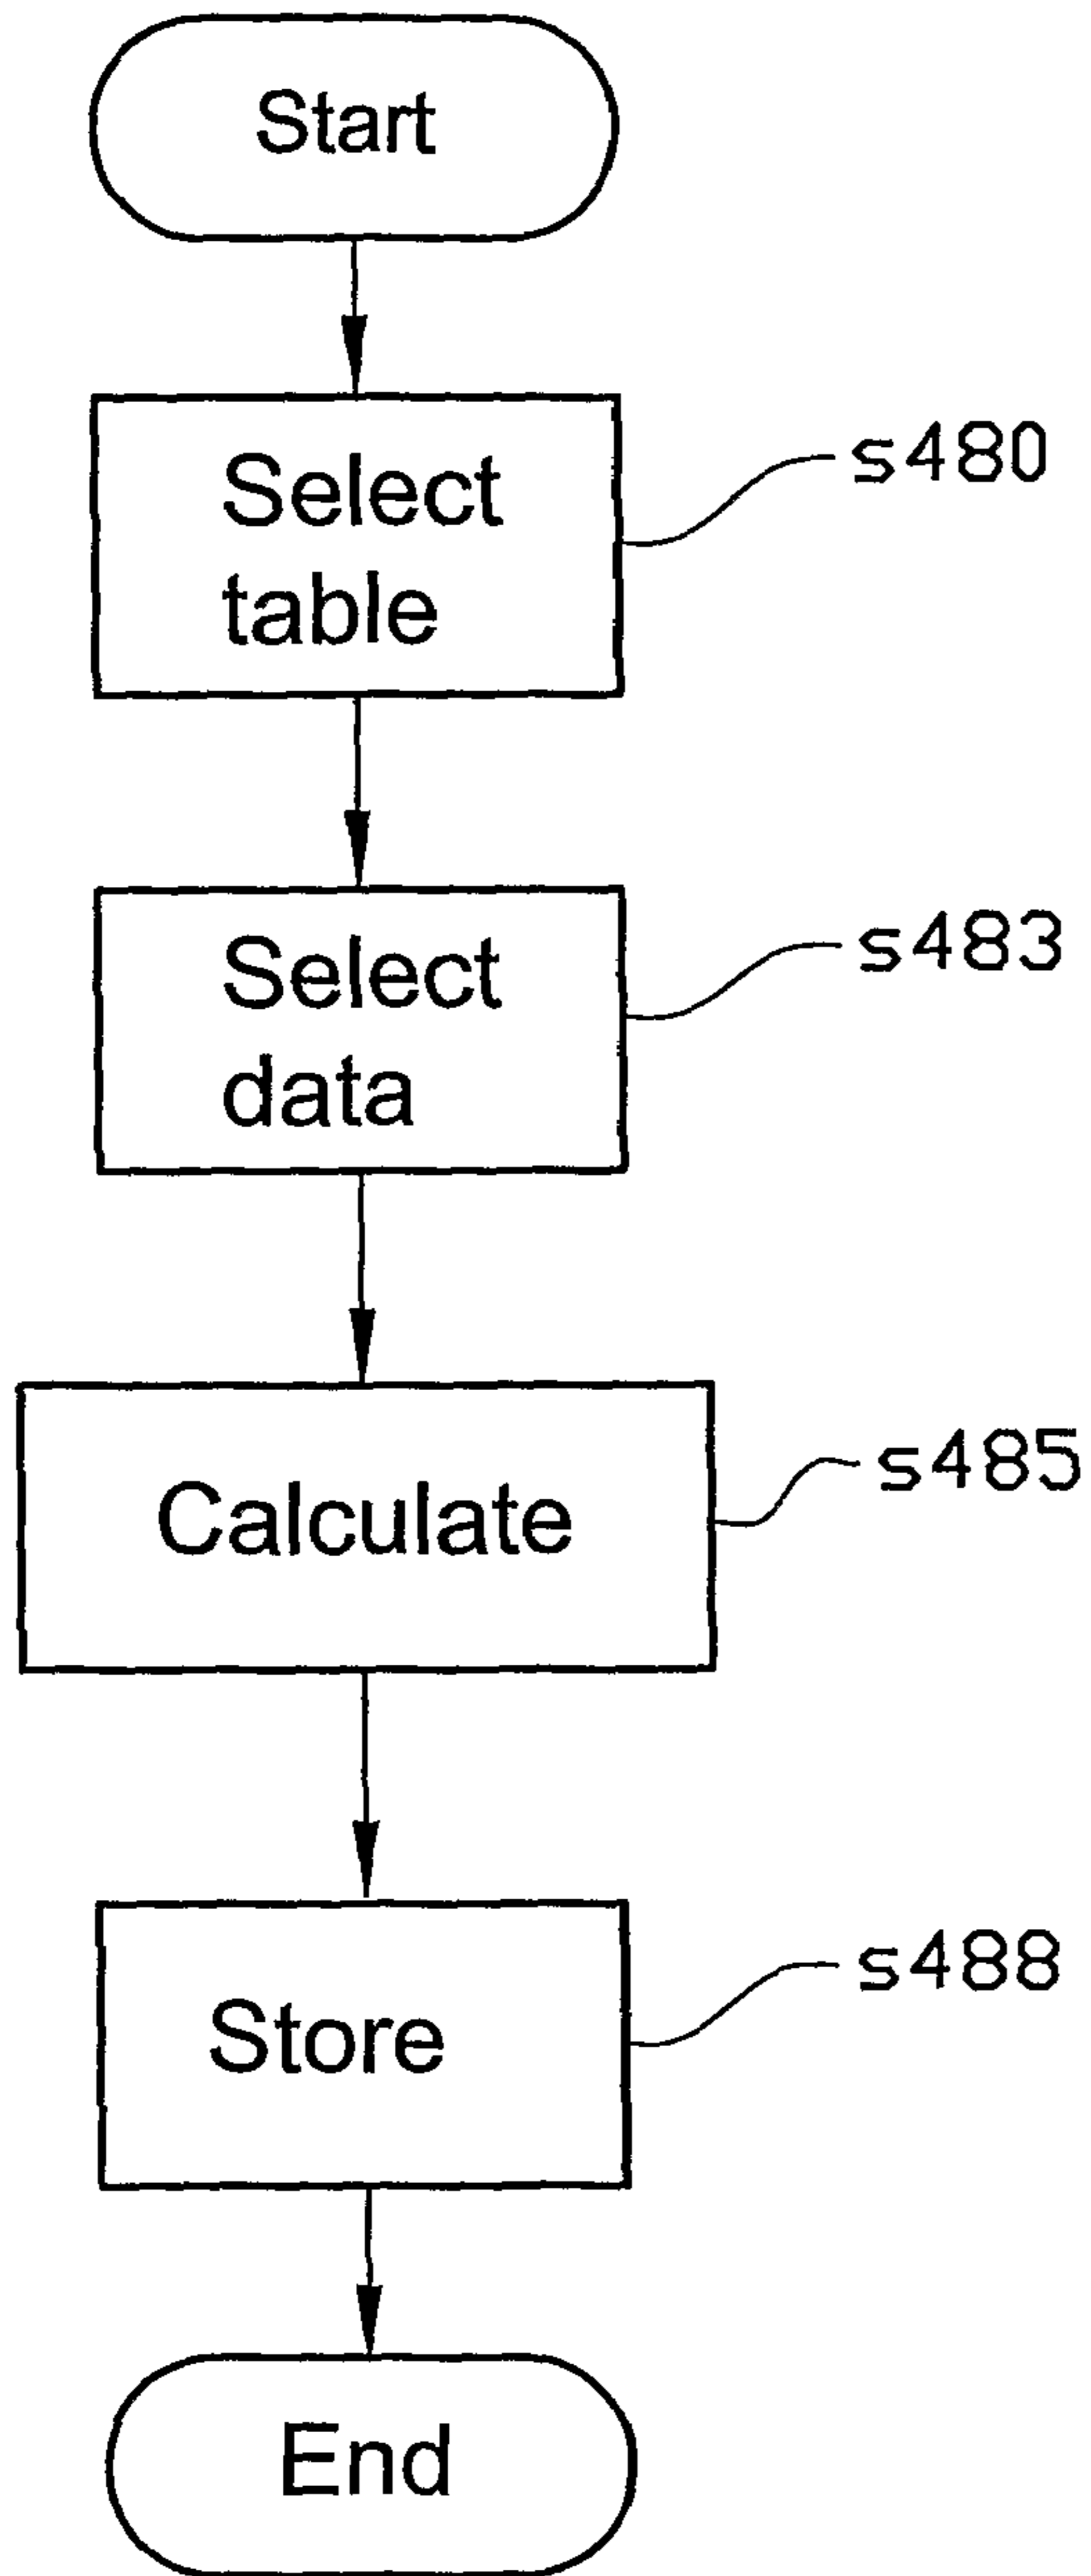 Start
Select
table
s480
Select
data
s483
Calculate
s485
Store
s488
End